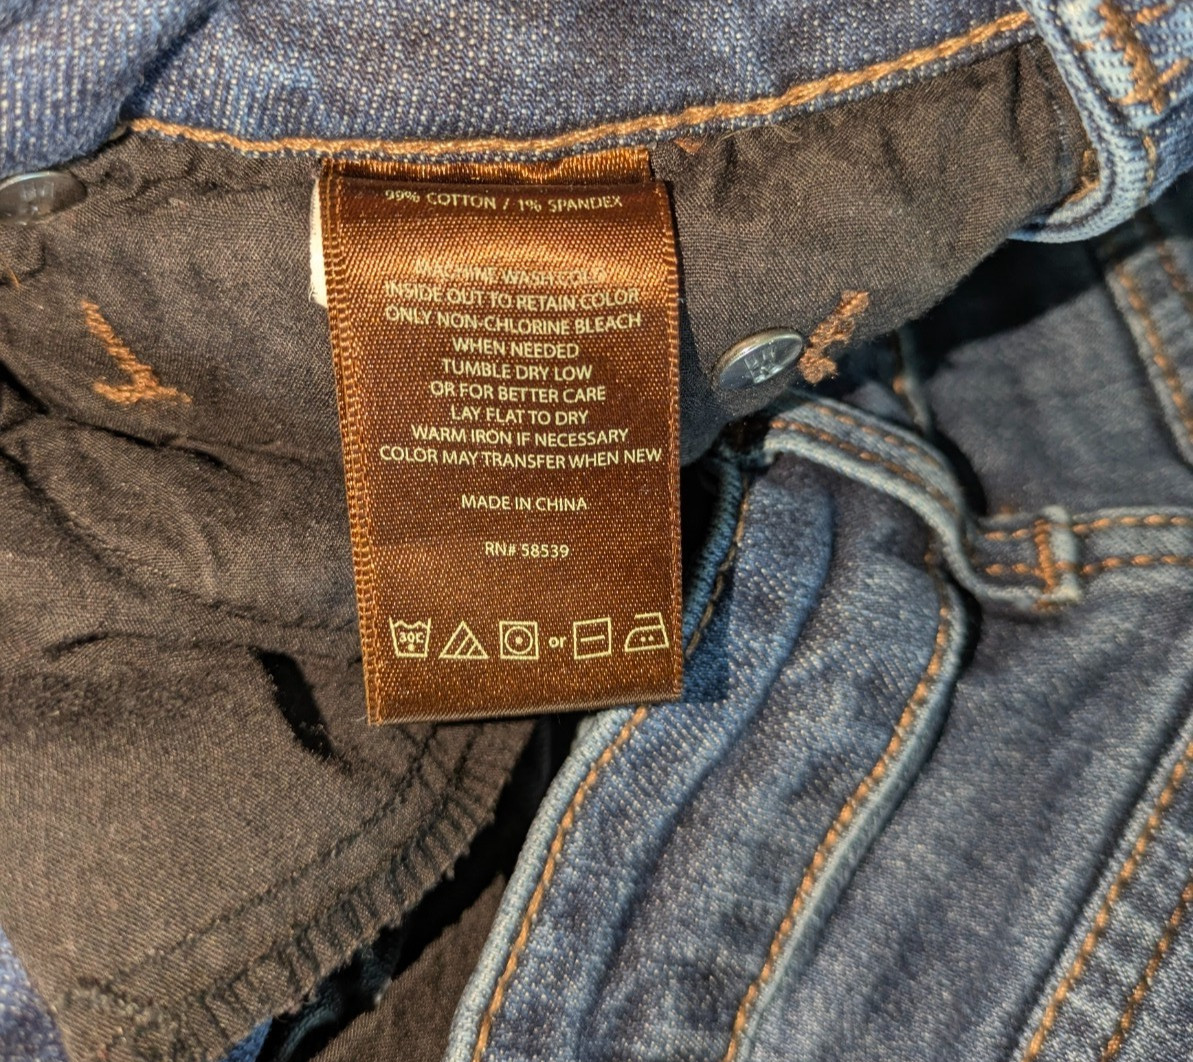 99% COTTON / 1% SPANDEX
MACHINE WASH COLD
INSIDE OUT TO RETAIN COLOR
ONLY NON-CHLORINE BLEACH
WHEN NEEDED
TUMBLE DRY LOW
OR FOR BETTER CARE
LAY FLAT TO DRY
WARM IRON IF NECESSARY
COLOR MAY TRANSFER WHEN NEW
MADE IN CHINA
RN# 58539
30C or